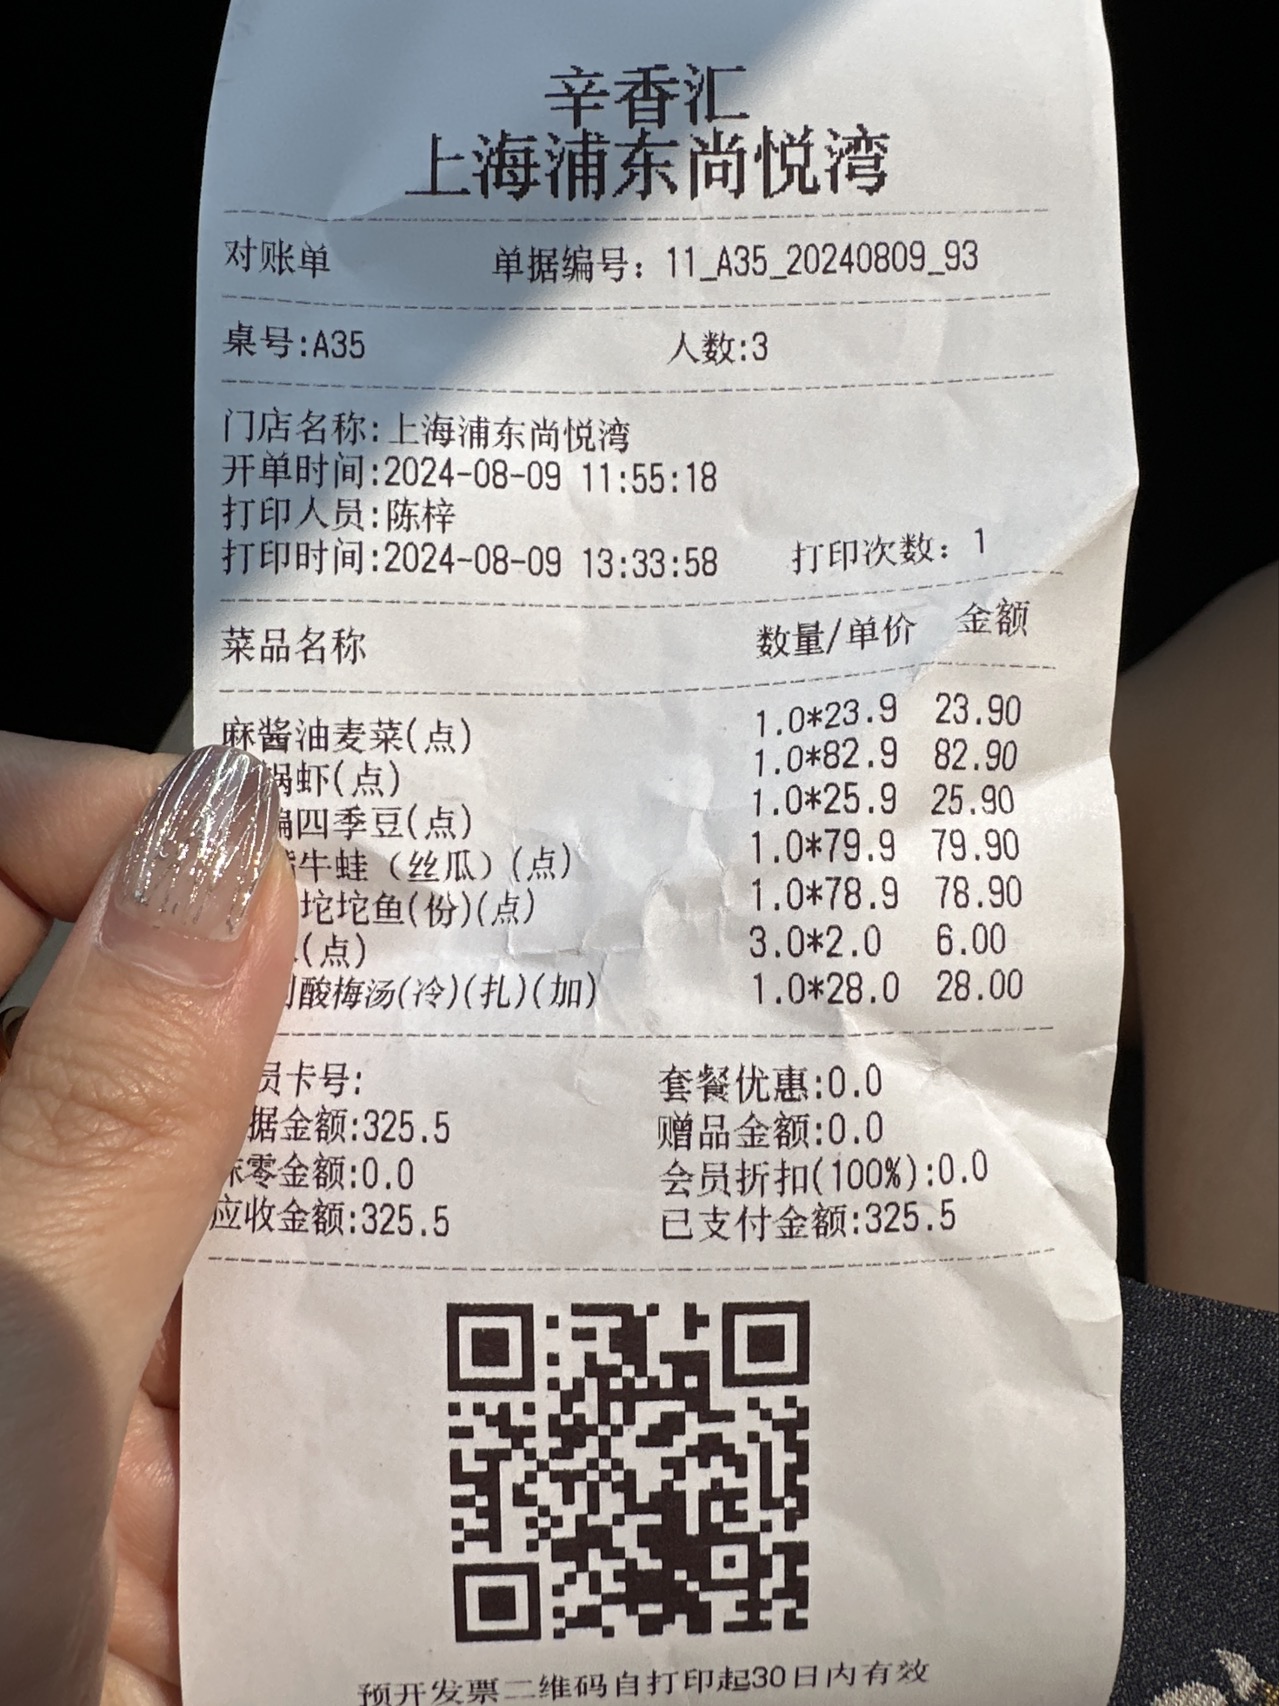 辛香汇
上海浦东尚悦湾
对账单 单据编号：11_A35_20240809_93
桌号:A35 人数:3
门店名称:上海浦东尚悦湾
开单时间:2024-08-09 11:55:18
打印人员:陈梓
打印时间:2024-08-09 13:33:58 打印次数：1
菜品名称 数量/单价 金额
麻酱油麦菜(点) 1.0*23.9 23.90
锅虾(点) 1.0*82.9 82.90
煸四季豆(点) 1.0*25.9 25.90
牛蛙（丝瓜）(点) 1.0*79.9 79.90
坨坨鱼(份)(点) 1.0*78.9 78.90
(点) 3.0*2.0 6.00
酸梅汤(冷)(扎)(加) 1.0*28.0 28.00
员卡号: 套餐优惠:0.0
据金额:325.5 赠品金额:0.0
抹零金额:0.0 会员折扣(100%):0.0
应收金额:325.5 已支付金额:325.5
预开发票二维码自打印起30日内有效